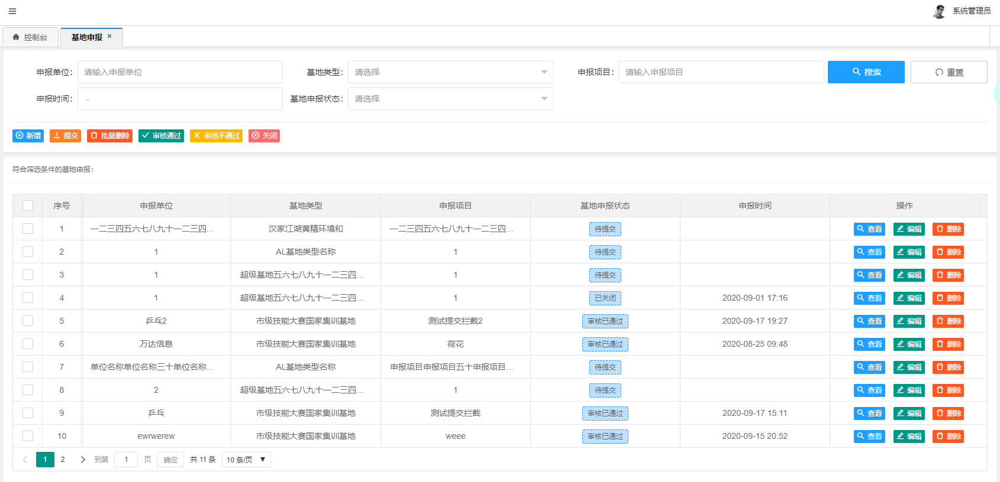 系统管理员
控制台 基地申报 ×
申报单位: 请输入申报单位 基地类型: 请选择 申报项目: 请输入申报项目 搜索 重置
申报时间: - 基地申报状态: 请选择
新增 提交 批量删除 审核通过 审核不通过 关闭
符合筛选条件的基地申报:
序号 申报单位 基地类型 申报项目 基地申报状态 申报时间 操作
1 一二三四五六七八九十一二三四... 汉家江湖黄精环境和 一二三四五六七八九十一二三四... 待提交 查看 编辑 删除
2 1 AL基地类型名称 1 待提交 查看 编辑 删除
3 1 超级基地五六七八九十一二三四... 1 待提交 查看 编辑 删除
4 1 超级基地五六七八九十一二三四... 1 已关闭 2020-09-01 17:16 查看 编辑 删除
5 乒乓2 市级技能大赛国家集训基地 测试提交拦截2 审核已通过 2020-09-17 19:27 查看 编辑 删除
6 万达信息 市级技能大赛国家集训基地 荷花 审核已通过 2020-08-25 09:48 查看 编辑 删除
7 单位名称单位名称三十单位名称... AL基地类型名称 申报项目申报项目五十申报项目... 待提交 查看 编辑 删除
8 2 超级基地五六七八九十一二三四... 1 待提交 查看 编辑 删除
9 乒乓 市级技能大赛国家集训基地 测试提交拦截 审核已通过 2020-09-17 15:11 查看 编辑 删除
10 ewrwerew 市级技能大赛国家集训基地 weee 审核已通过 2020-09-15 20:52 查看 编辑 删除
1 2 到第 1 页 确定 共 11 条 10 条/页